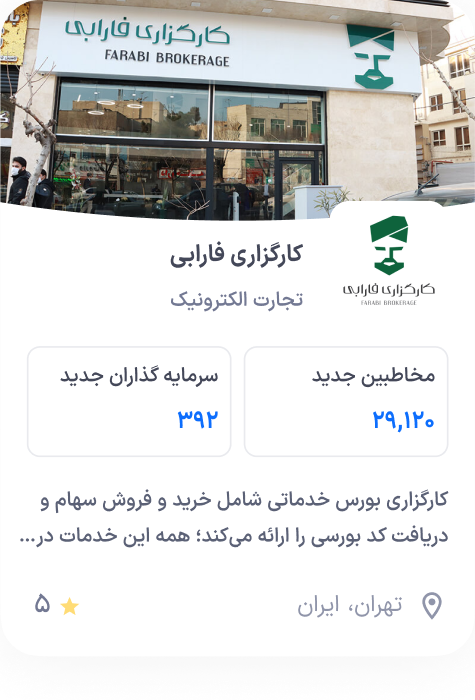 کارگزاری فارابی
FARABI BROKERAGE
کارگزاری فارابی
FARABI BROKERAGE
کارگزاری فارابی
تجارت الکترونیک
مخاطبین جدید
۲۹,۱۲۰
سرمایه گذاران جدید
۳۹۲
کارگزاری بورس خدماتی شامل خرید و فروش سهام و
دریافت کد بورسی را ارائه می‌کند؛ همه این خدمات در...
تهران، ایران
۵